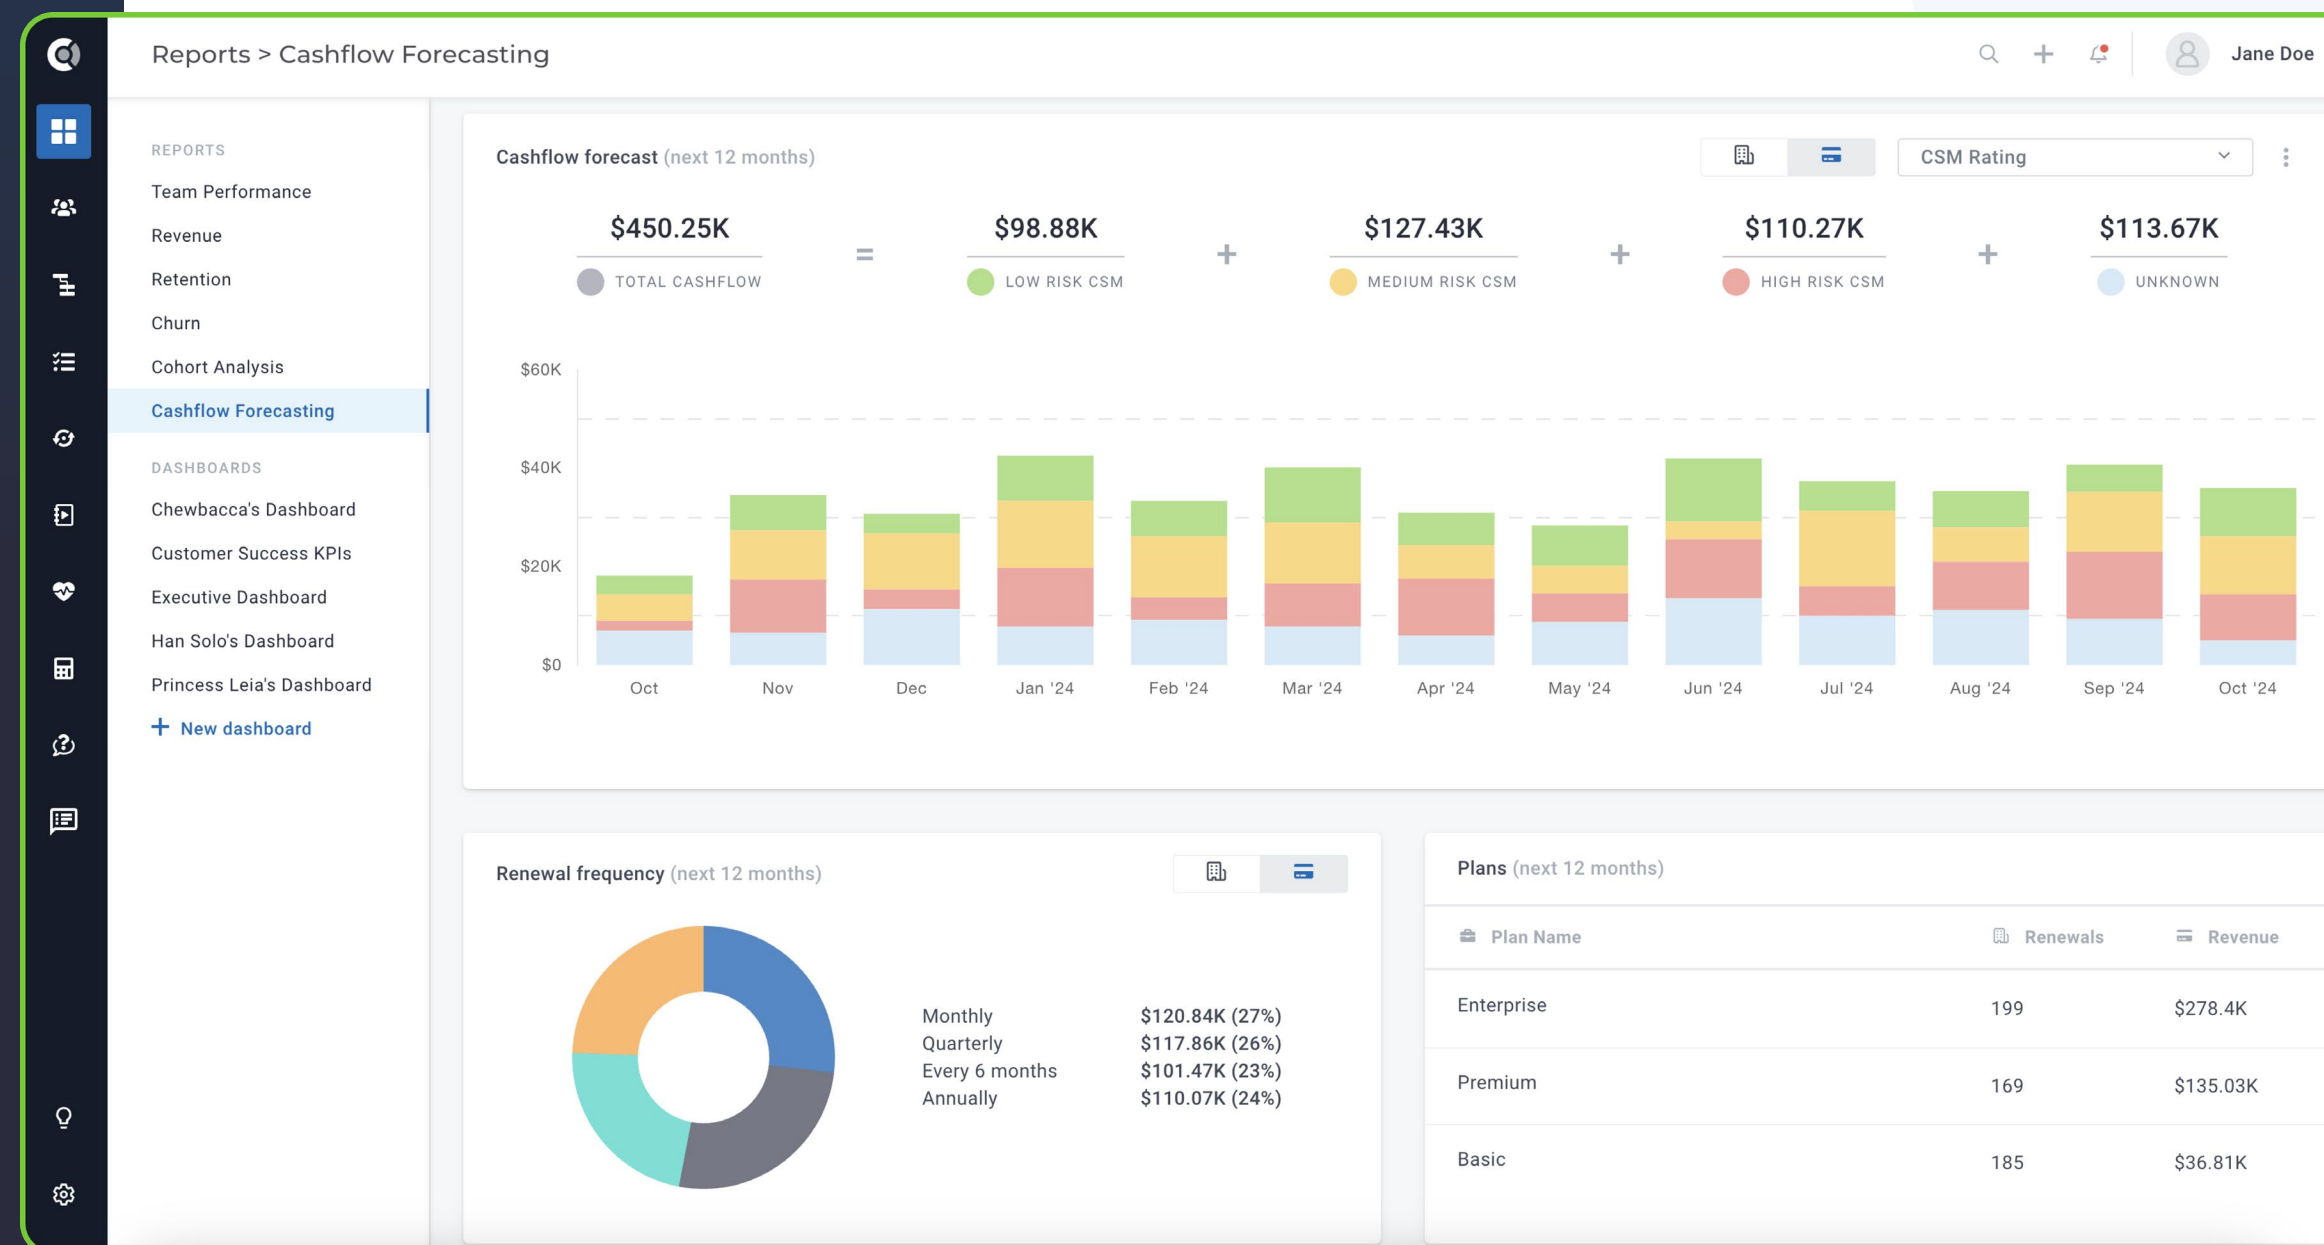 Reports > Cashflow Forecasting
Jane Doe
REPORTS
Team Performance
Revenue
Retention
Churn
Cohort Analysis
Cashflow Forecasting
DASHBOARDS
Chewbacca's Dashboard
Customer Success KPIs
Executive Dashboard
Han Solo's Dashboard
Princess Leia's Dashboard
+ New dashboard
Cashflow forecast (next 12 months)
CSM Rating
$450.25K = $98.88K + $127.43K + $110.27K + $113.67K
TOTAL CASHFLOW LOW RISK CSM MEDIUM RISK CSM HIGH RISK CSM UNKNOWN
$60K
$40K
$20K
$0
Oct Nov Dec Jan '24 Feb '24 Mar '24 Apr '24 May '24 Jun '24 Jul '24 Aug '24 Sep '24 Oct '24
Renewal frequency (next 12 months)
Monthly $120.84K (27%)
Quarterly $117.86K (26%)
Every 6 months $101.47K (23%)
Annually $110.07K (24%)
Plans (next 12 months)
Plan Name Renewals Revenue
Enterprise 199 $278.4K
Premium 169 $135.03K
Basic 185 $36.81K